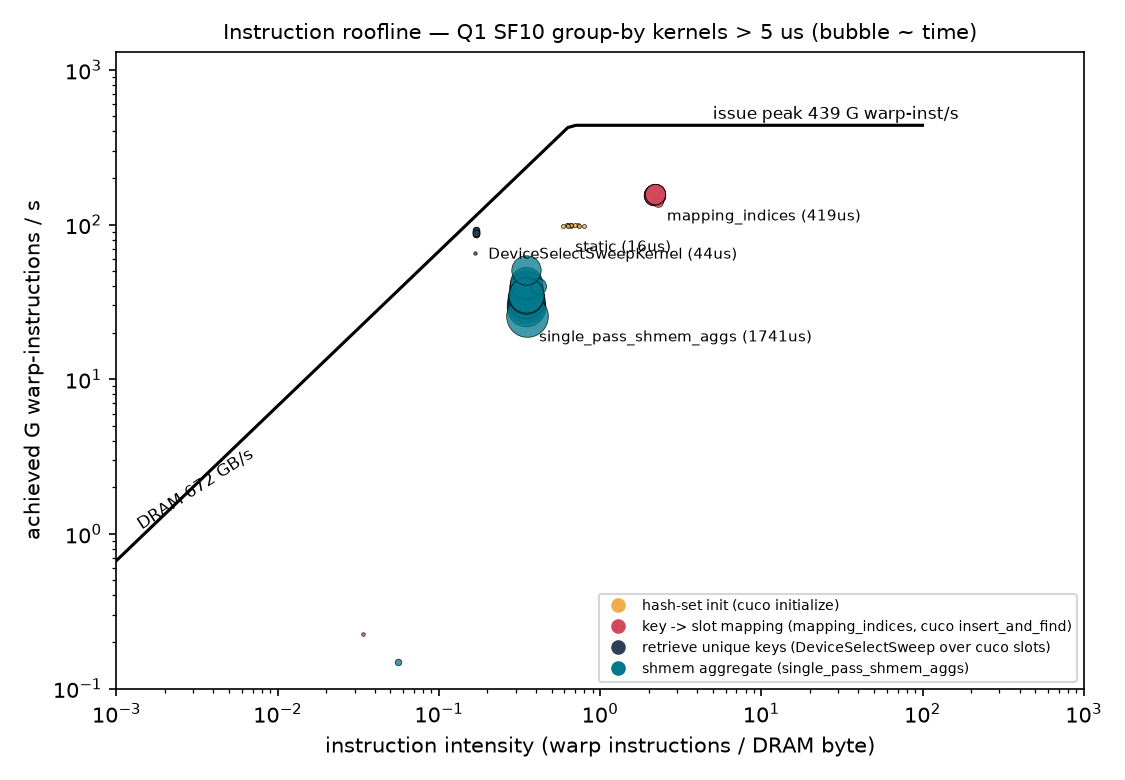 Instruction roofline — Q1 SF10 group-by kernels > 5 us (bubble ~ time)
achieved G warp-instructions / s
10³
10²
10¹
10⁰
10⁻¹
issue peak 439 G warp-inst/s
mapping_indices (419us)
static (16us)
DeviceSelectSweepKernel (44us)
single_pass_shmem_aggs (1741us)
DRAM 672 GB/s
hash-set init (cuco initialize)
key -> slot mapping (mapping_indices, cuco insert_and_find)
retrieve unique keys (DeviceSelectSweep over cuco slots)
shmem aggregate (single_pass_shmem_aggs)
10⁻³ 10⁻² 10⁻¹ 10⁰ 10¹ 10² 10³
instruction intensity (warp instructions / DRAM byte)